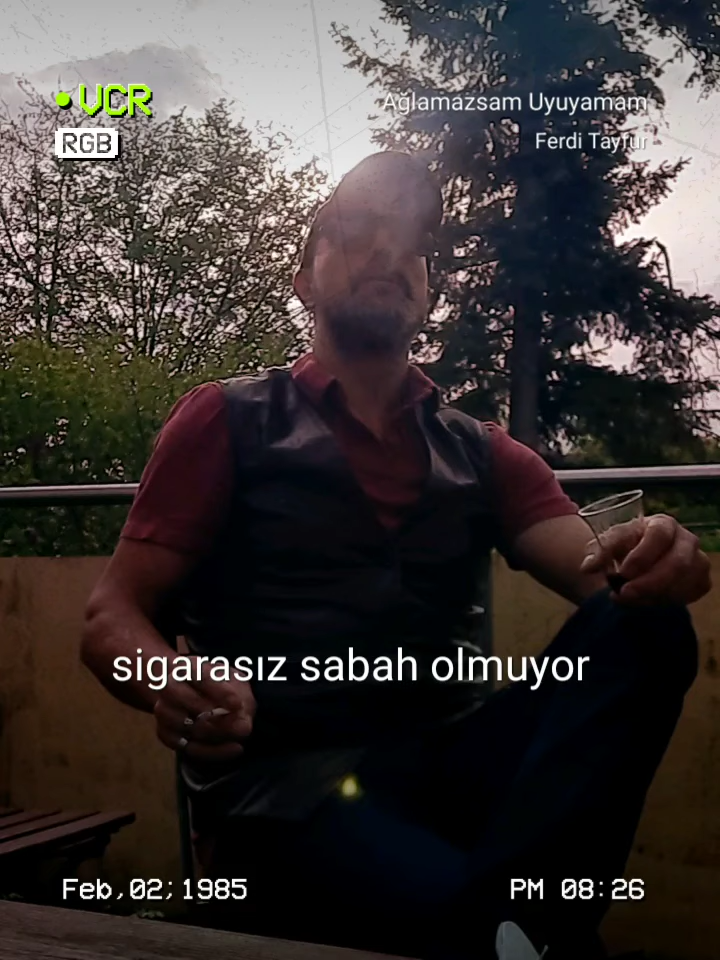 VCR
RGB
Ağlamazsam Uyuyamam
Ferdi Tayfur
sigarasız sabah olmuyor
Feb,02;1985
PM 08:26